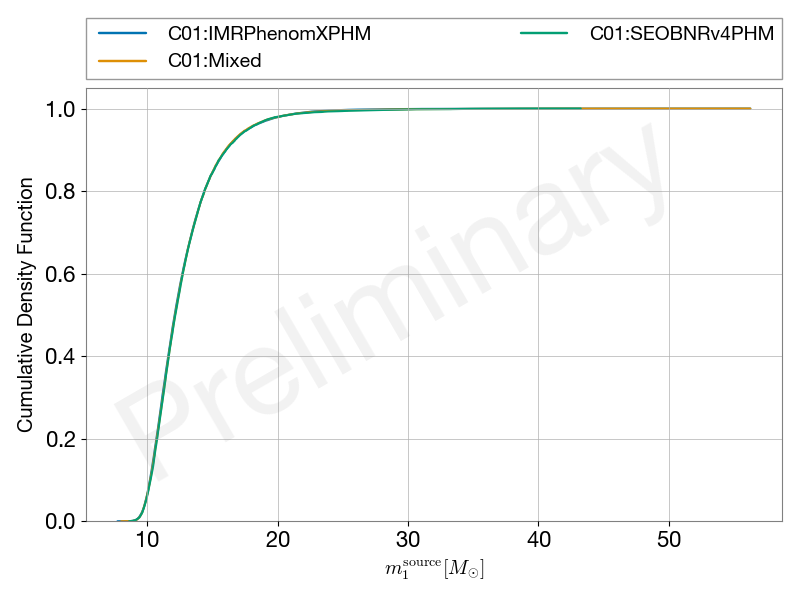 C01:IMRPhenomXPHM
C01:Mixed
C01:SEOBNRv4PHM
Cumulative Density Function
1.0
0.8
0.6
0.4
0.2
0.0
Preliminary
10 20 30 40 50
m₁^source [M_⊙]